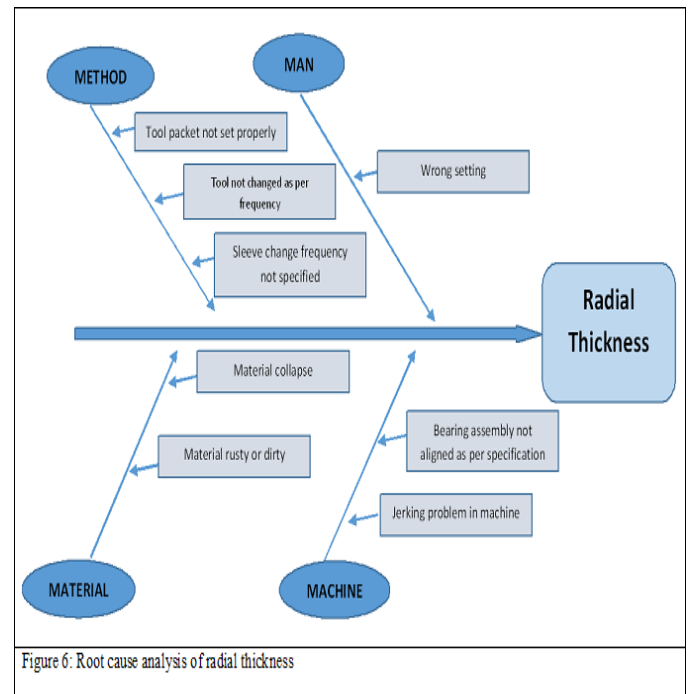 METHOD
MAN
Tool packet not set properly
Wrong setting
Tool not changed as per
frequency
Sleeve change frequency
not specified
Radial
Thickness
Material collapse
Bearing assembly not
aligned as per specification
Material rusty or dirty
Jerking problem in machine
MATERIAL
MACHINE
Figure 6: Root cause analysis of radial thickness